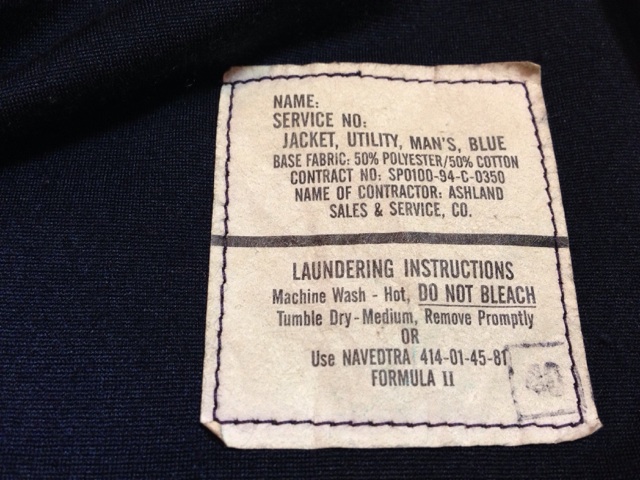 NAME:
SERVICE NO:
JACKET, UTILITY, MAN'S, BLUE
BASE FABRIC: 50% POLYESTER/50% COTTON
CONTRACT NO: SPO100-94-C-0350
NAME OF CONTRACTOR: ASHLAND
SALES & SERVICE, CO.
LAUNDERING INSTRUCTIONS
Machine Wash - Hot, DO NOT BLEACH
Tumble Dry-Medium, Remove Promptly
OR
Use NAVEDTRA 414-01-45-81
FORMULA II